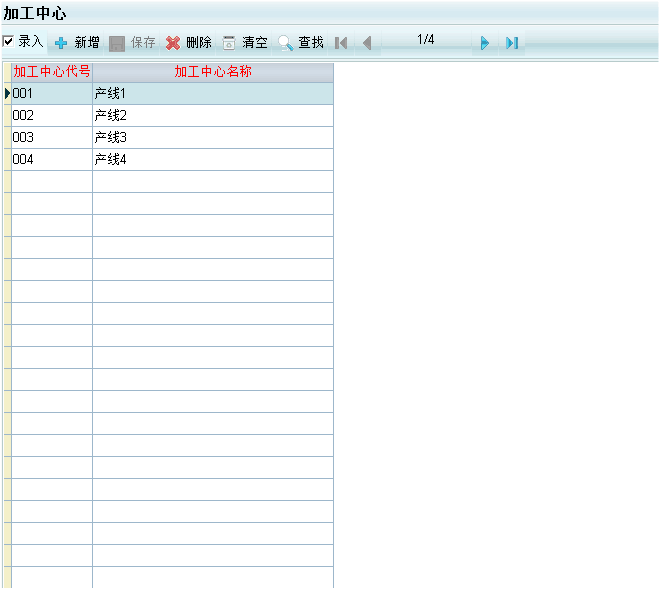 加工中心
录入 新增 保存 删除 清空 查找 1/4
加工中心代号 加工中心名称
001 产线1
002 产线2
003 产线3
004 产线4